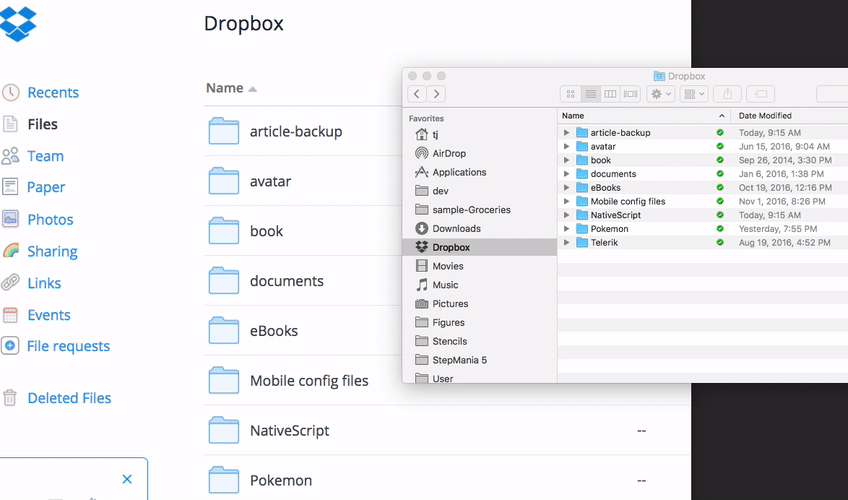 Dropbox
Recents
Files
Team
Paper
Photos
Sharing
Links
Events
File requests
Deleted Files
Name
article-backup
avatar
book
documents
eBooks
Mobile config files
NativeScript --
Pokemon --
Dropbox
Favorites
tj
AirDrop
Applications
dev
sample-Groceries
Downloads
Dropbox
Movies
Music
Pictures
Figures
Stencils
StepMania 5
User
Name Date Modified
article-backup Today, 9:15 AM
avatar Jun 15, 2016, 9:04 AM
book Sep 26, 2014, 3:30 PM
documents Jan 6, 2016, 1:38 PM
eBooks Oct 19, 2016, 12:16 PM
Mobile config files Nov 1, 2016, 8:26 PM
NativeScript Today, 9:15 AM
Pokemon Yesterday, 7:55 PM
Telerik Aug 19, 2016, 4:52 PM